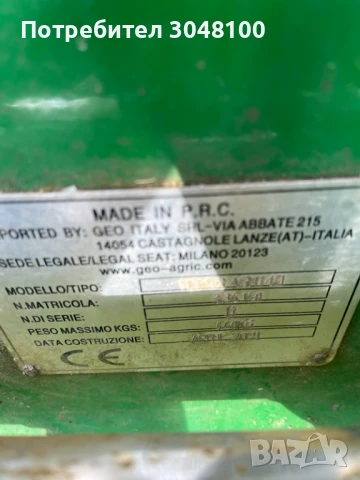 Потребител 3048100
MADE IN P.R.C.
PORTED BY: GEO ITALY SRL-VIA ABBATE 215
14054 CASTAGNOLE LANZE(AT)-ITALIA
SEDE LEGALE/LEGAL SEAT: MILANO 20123
www.geo-agric.com
MODELLO/TIPO:
N.MATRICOLA:
N.DI SERIE:
PESO MASSIMO KGS:
DATA COSTRUZIONE:
CE
BAZAR